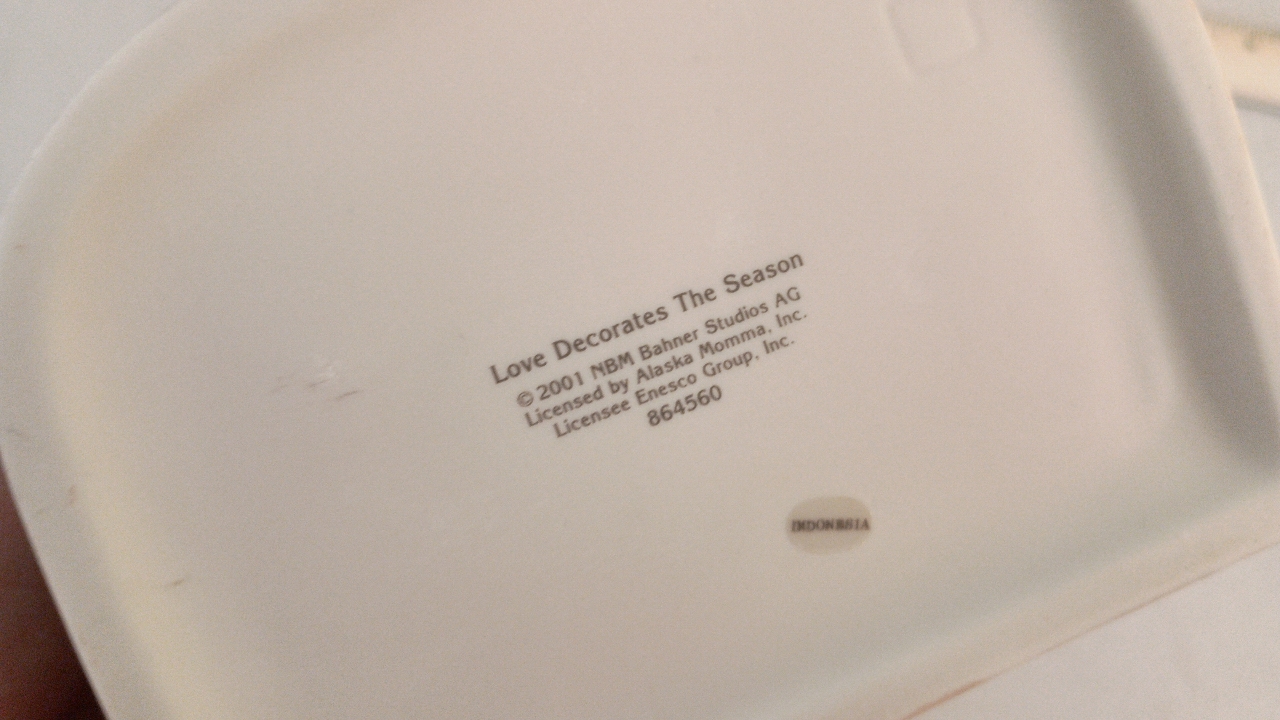 Love Decorates The Season
© 2001 NBM Bahner Studios AG
Licensed by Alaska Momma, Inc.
Licensee Enesco Group, Inc.
864560
INDONESIA